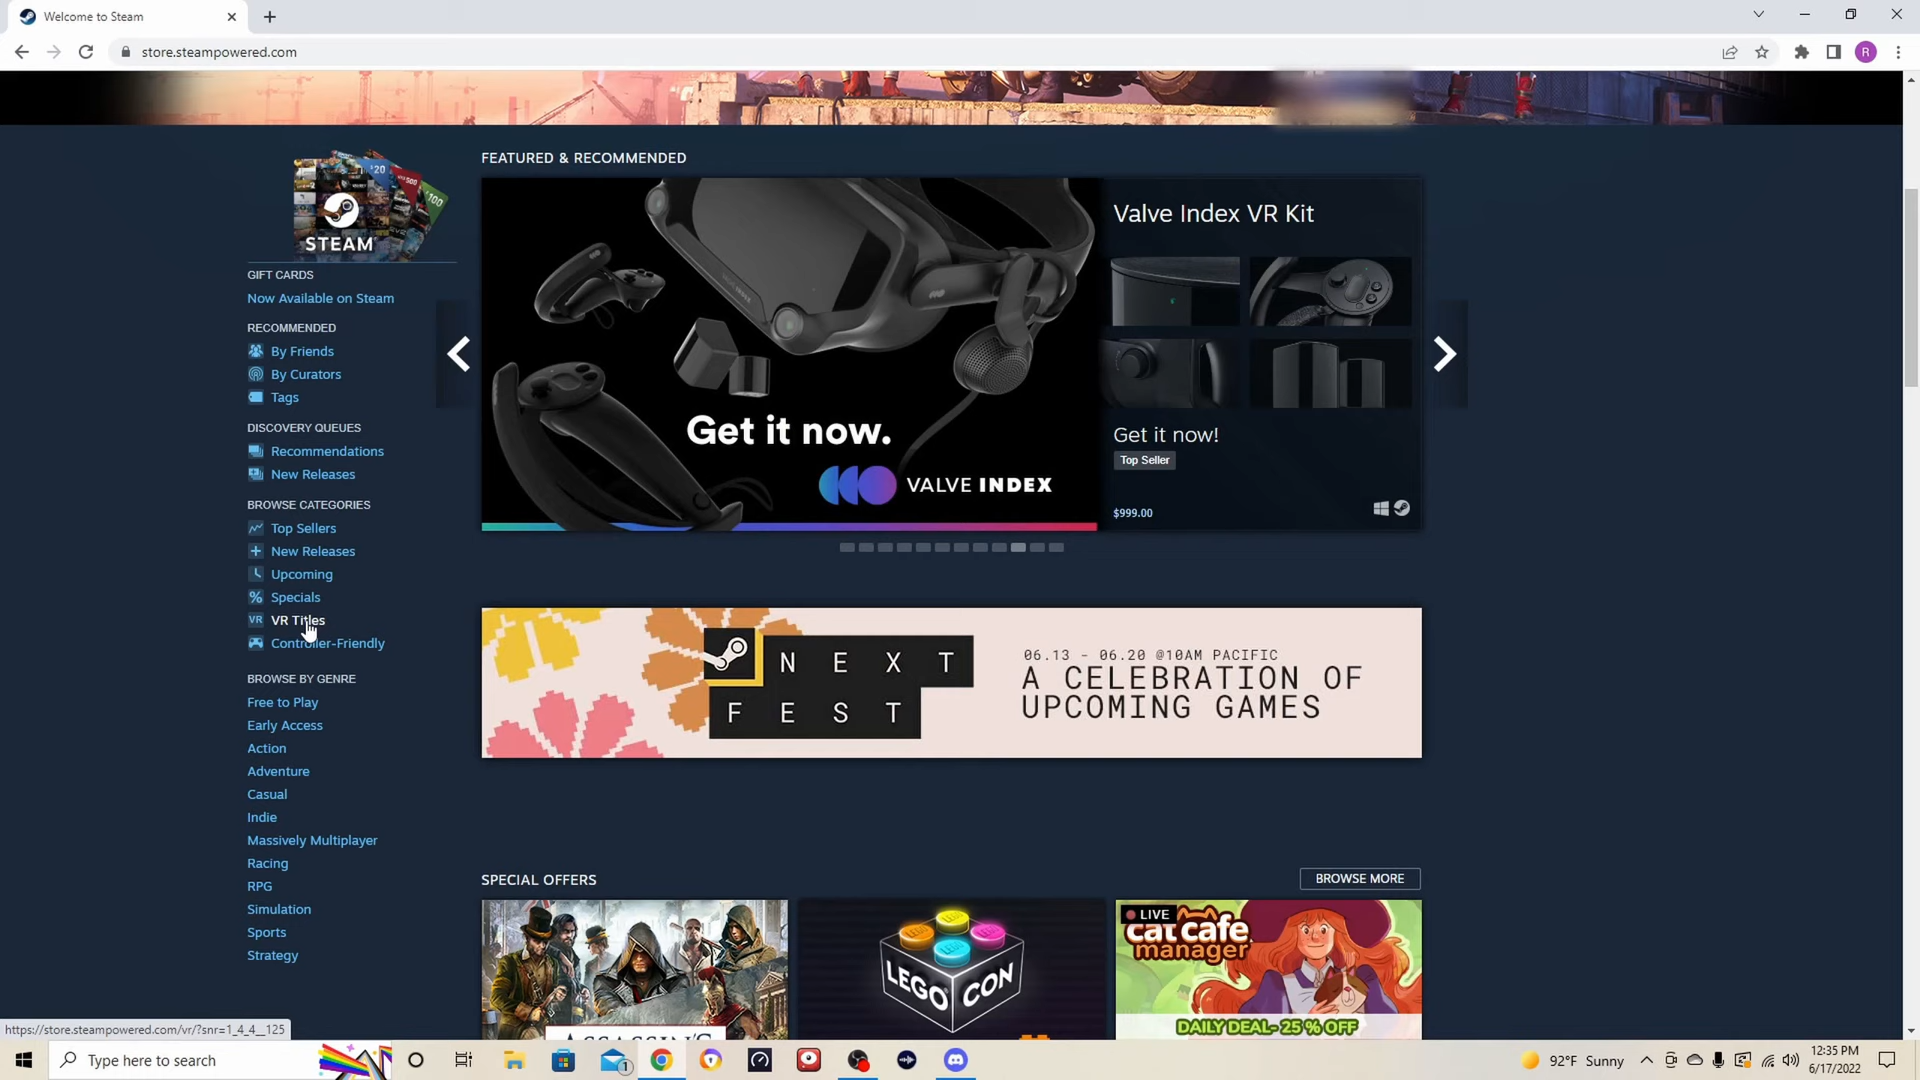 Welcome to Steam
store.steampowered.com
R
$20
$100
STEAM
GIFT CARDS
Now Available on Steam
RECOMMENDED
By Friends
By Curators
Tags
DISCOVERY QUEUES
Recommendations
New Releases
BROWSE CATEGORIES
Top Sellers
New Releases
Upcoming
% Specials
VR VR Titles
Controller-Friendly
BROWSE BY GENRE
Free to Play
Early Access
Action
Adventure
Casual
Indie
Massively Multiplayer
Racing
RPG
Simulation
Sports
Strategy
FEATURED & RECOMMENDED
Get it now.
VALVE INDEX
Valve Index VR Kit
Get it now!
Top Seller
$999.00
NEXT
FEST
06.13 - 06.20 @10AM PACIFIC
A CELEBRATION OF
UPCOMING GAMES
SPECIAL OFFERS
BROWSE MORE
ASSASSIN'S
LEGO CON
LIVE
cat cafe
manager
DAILY DEAL- 25 % OFF
https://store.steampowered.com/vr/?snr=1_4_4__125
Type here to search
1
92°F Sunny
12:35 PM
6/17/2022